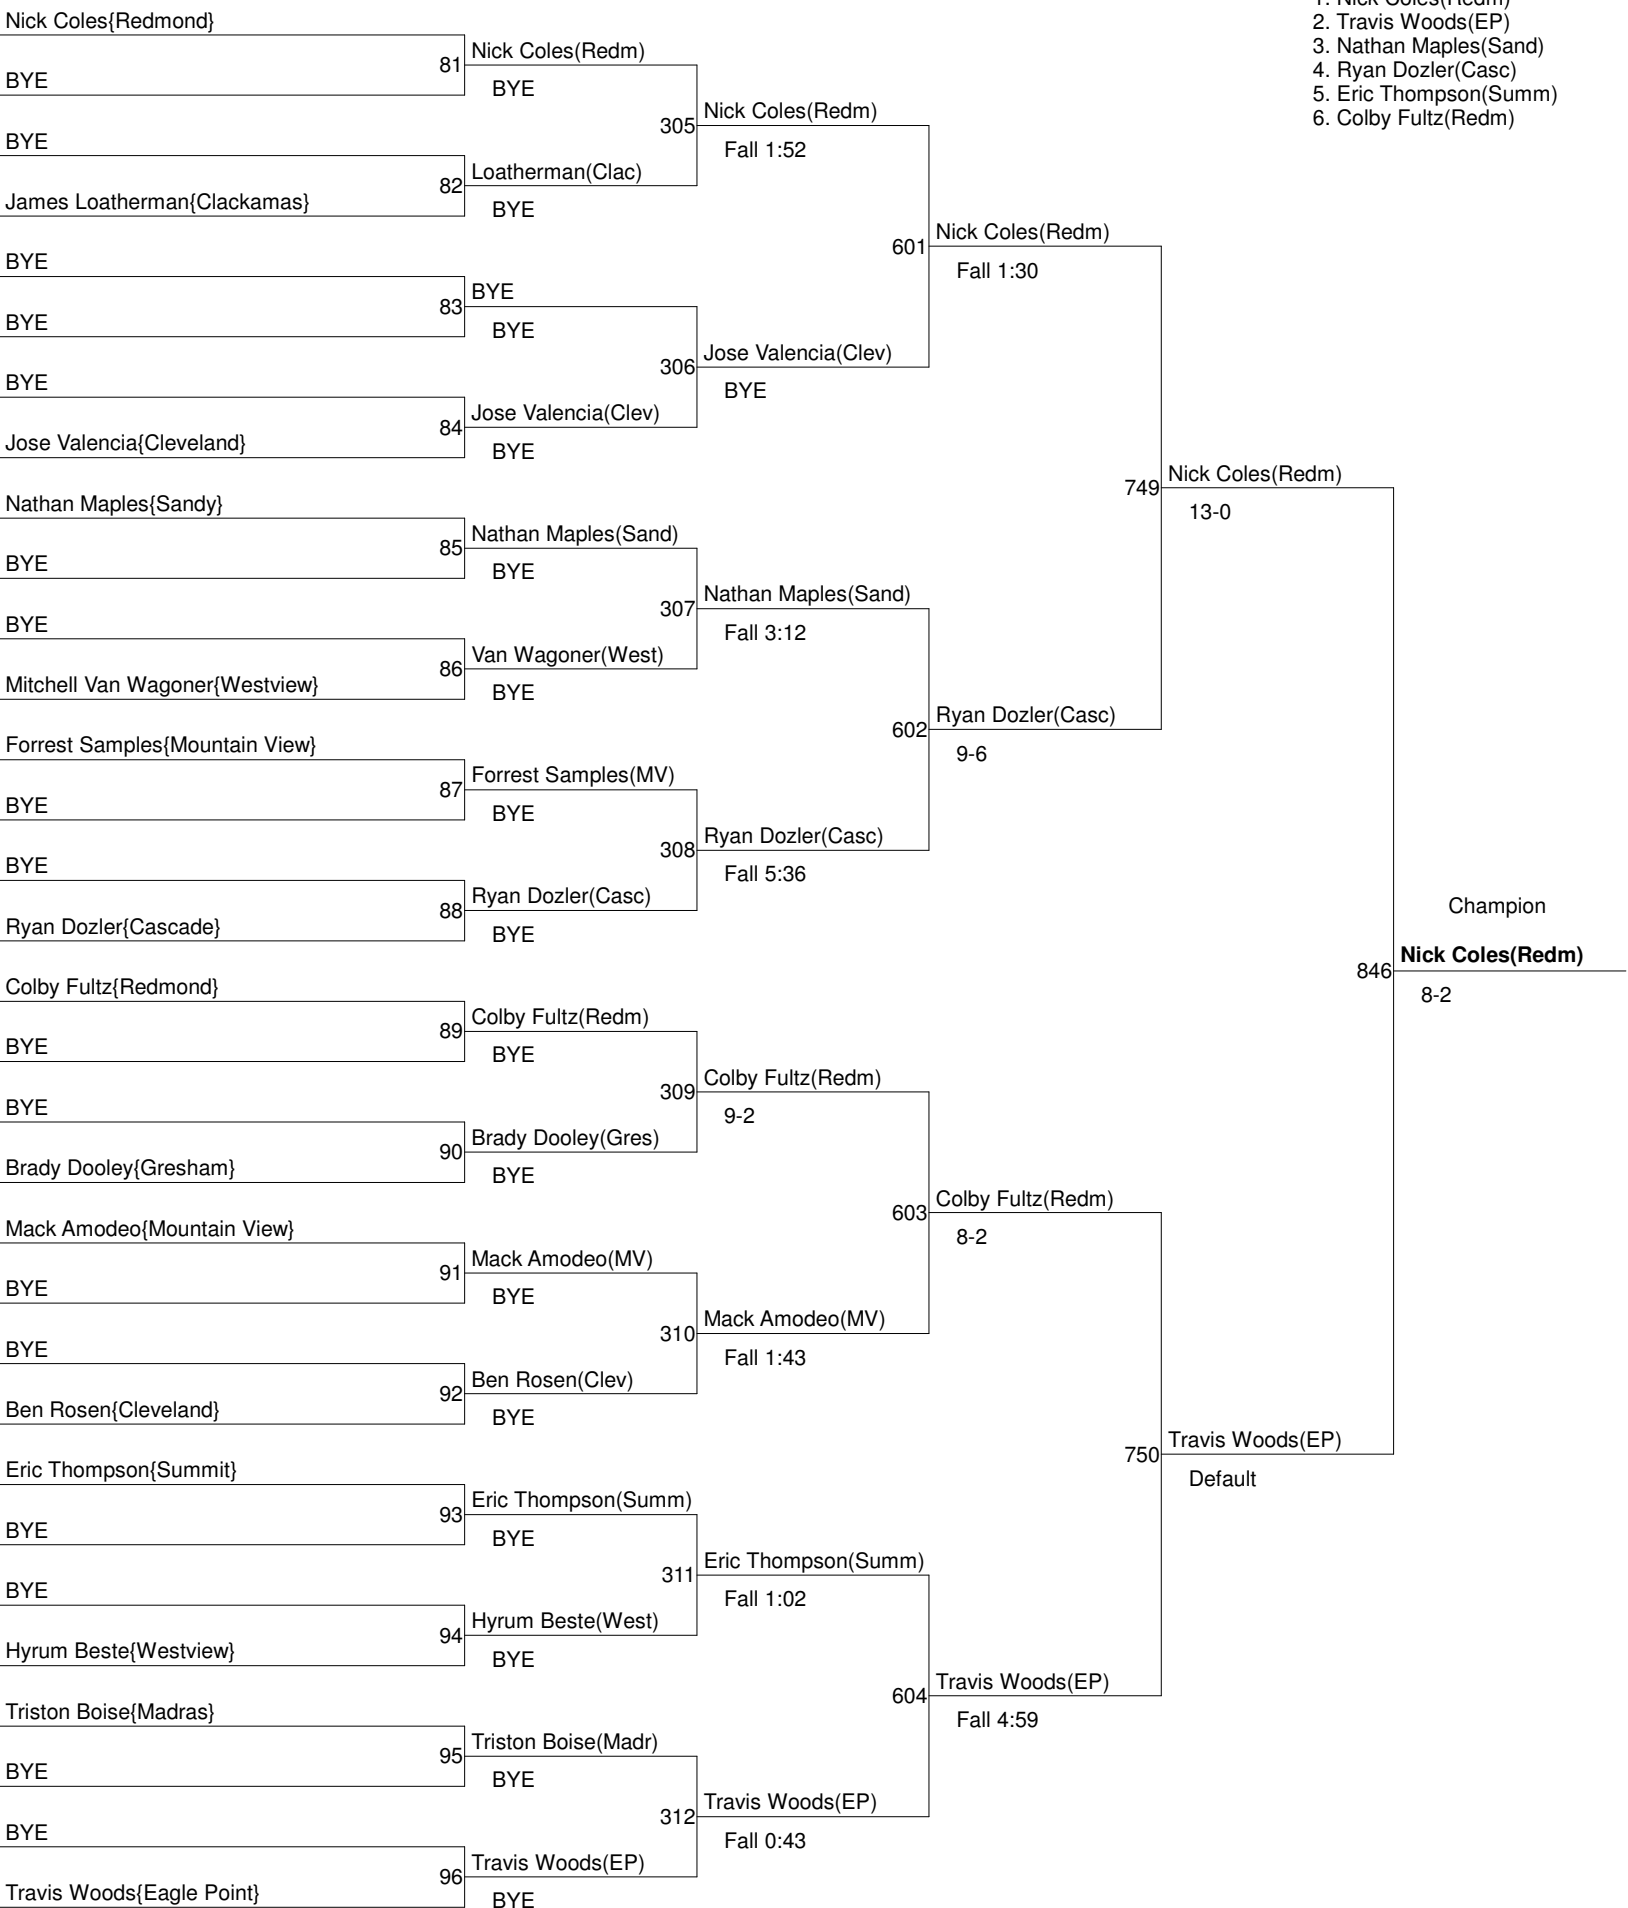 Nick Coles{Redmond}
BYE
81
Nick Coles(Redm)
BYE
BYE
James Loatherman{Clackamas}
82
Loatherman(Clac)
BYE
305
Nick Coles(Redm)
Fall 1:52
BYE
BYE
83
BYE
BYE
BYE
Jose Valencia{Cleveland}
84
Jose Valencia(Clev)
BYE
306
Jose Valencia(Clev)
BYE
601
Nick Coles(Redm)
Fall 1:30
Nathan Maples{Sandy}
BYE
85
Nathan Maples(Sand)
BYE
BYE
Mitchell Van Wagoner{Westview}
86
Van Wagoner(West)
BYE
307
Nathan Maples(Sand)
Fall 3:12
Forrest Samples{Mountain View}
BYE
87
Forrest Samples(MV)
BYE
BYE
Ryan Dozler{Cascade}
88
Ryan Dozler(Casc)
BYE
308
Ryan Dozler(Casc)
Fall 5:36
602
Ryan Dozler(Casc)
9-6
749
Nick Coles(Redm)
13-0
Colby Fultz{Redmond}
BYE
89
Colby Fultz(Redm)
BYE
BYE
Brady Dooley{Gresham}
90
Brady Dooley(Gres)
BYE
309
Colby Fultz(Redm)
9-2
Mack Amodeo{Mountain View}
BYE
91
Mack Amodeo(MV)
BYE
BYE
Ben Rosen{Cleveland}
92
Ben Rosen(Clev)
BYE
310
Mack Amodeo(MV)
Fall 1:43
603
Colby Fultz(Redm)
8-2
Eric Thompson{Summit}
BYE
93
Eric Thompson(Summ)
BYE
BYE
Hyrum Beste{Westview}
94
Hyrum Beste(West)
BYE
311
Eric Thompson(Summ)
Fall 1:02
Triston Boise{Madras}
BYE
95
Triston Boise(Madr)
BYE
BYE
Travis Woods{Eagle Point}
96
Travis Woods(EP)
BYE
312
Travis Woods(EP)
Fall 0:43
604
Travis Woods(EP)
Fall 4:59
750
Travis Woods(EP)
Default
Champion
846
Nick Coles(Redm)
8-2
1. Nick Coles(Redm)
2. Travis Woods(EP)
3. Nathan Maples(Sand)
4. Ryan Dozler(Casc)
5. Eric Thompson(Summ)
6. Colby Fultz(Redm)